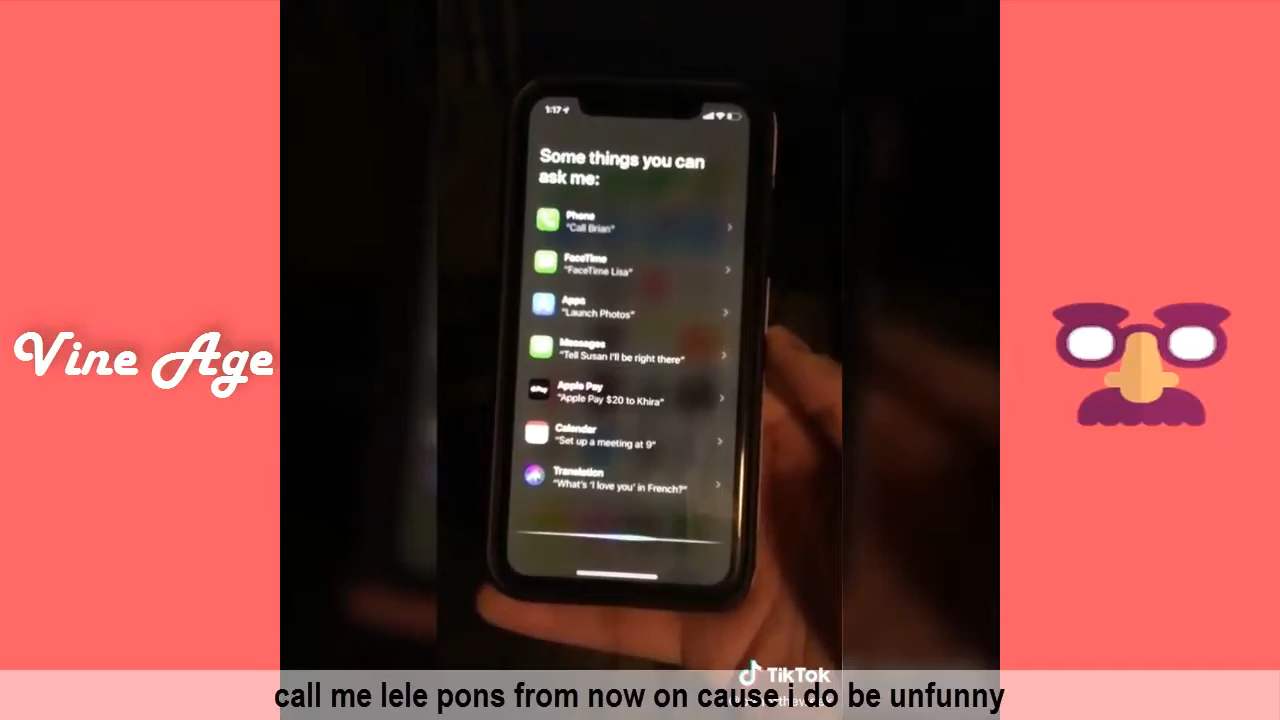 Vine Age
1:17
Some things you can
ask me:
Phone
"Call Brian"
FaceTime
"FaceTime Lisa"
Apps
"Launch Photos"
Messages
"Tell Susan I'll be right there"
Apple Pay
"Apple Pay $20 to Khira"
Calendar
"Set up a meeting at 9"
Translation
"What's 'I love you' in French?"
TikTok
call me lele pons from now on cause i do be unfunny